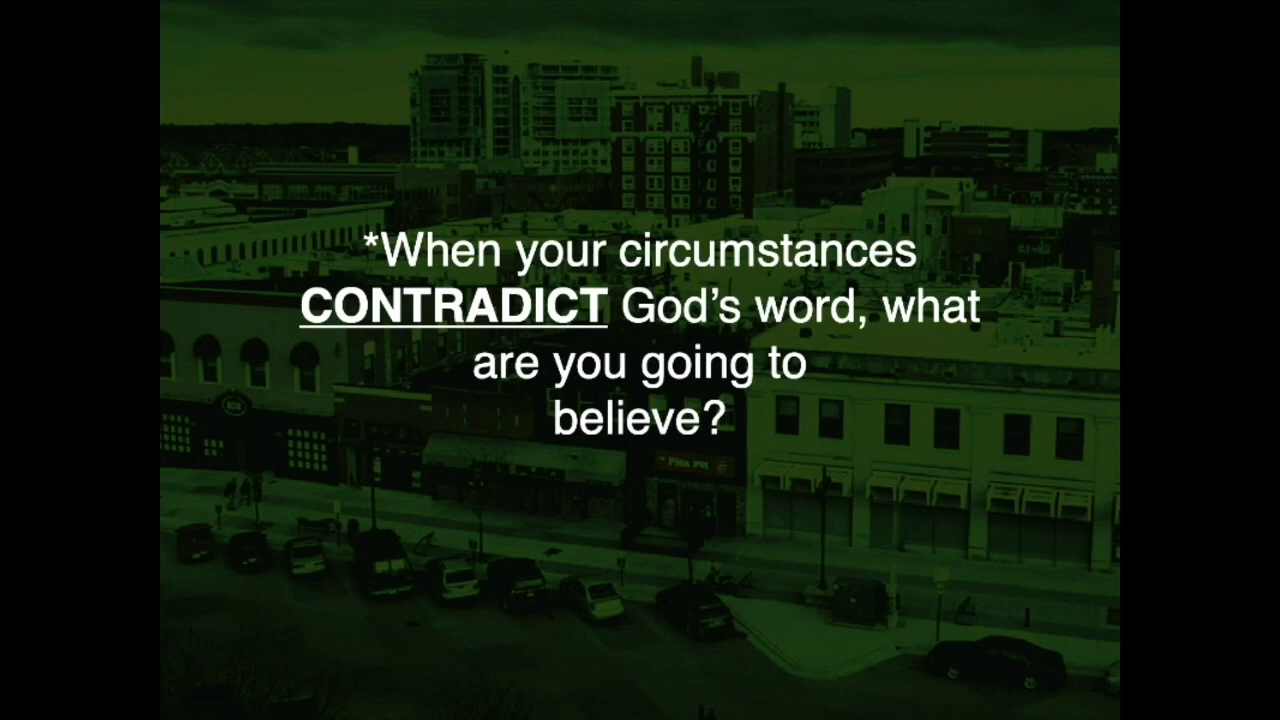 *When your circumstances
CONTRADICT God’s word, what
are you going to
believe?